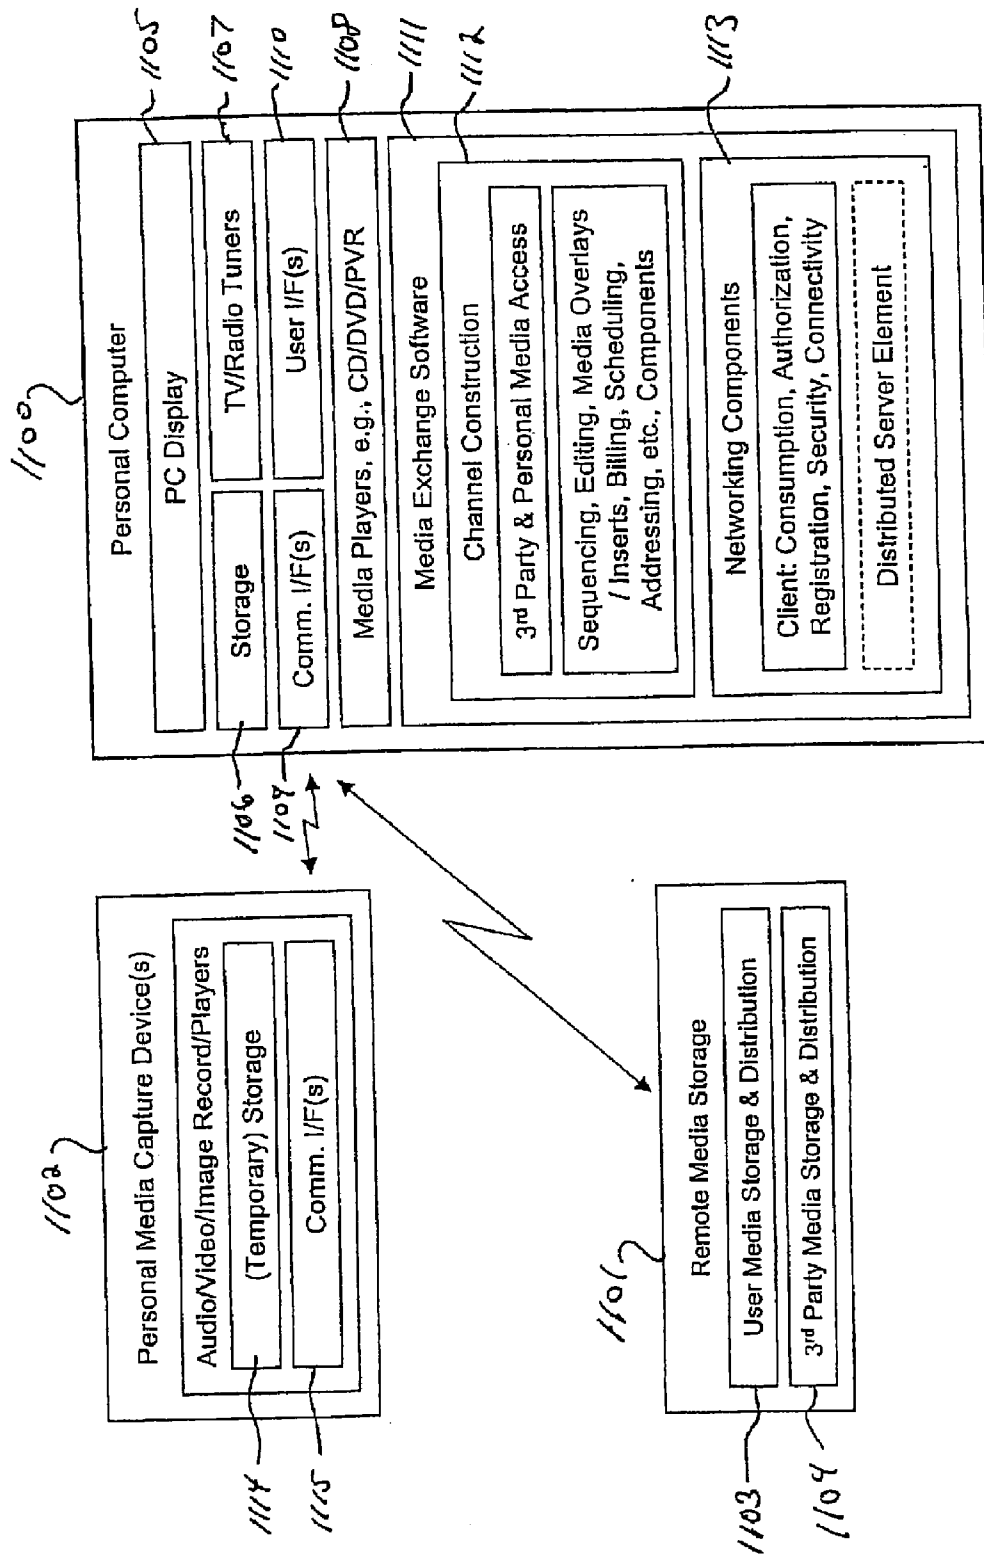 1100
Personal Computer
PC Display
1105
Storage
TV/Radio Tuners
1106
1107
Comm. I/F(s)
User I/F(s)
1109
1110
Media Players, e.g., CD/DVD/PVR
1108
Media Exchange Software
1111
Channel Construction
1112
3rd Party & Personal Media Access
Sequencing, Editing, Media Overlays
/ Inserts, Billing, Scheduling,
Addressing, etc., Components
Networking Components
1113
Client: Consumption, Authorization,
Registration, Security, Connectivity
Distributed Server Element
1102
Personal Media Capture Device(s)
Audio/Video/Image Record/Players
(Temporary) Storage
1114
Comm. I/F(s)
1115
1101
Remote Media Storage
User Media Storage & Distribution
1103
3rd Party Media Storage & Distribution
1104